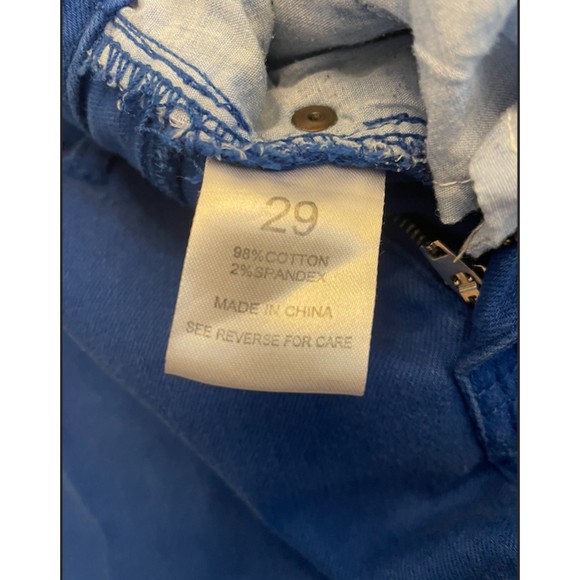 29
98%COTTON
2%SPANDEX
MADE IN CHINA
SEE REVERSE FOR CARE